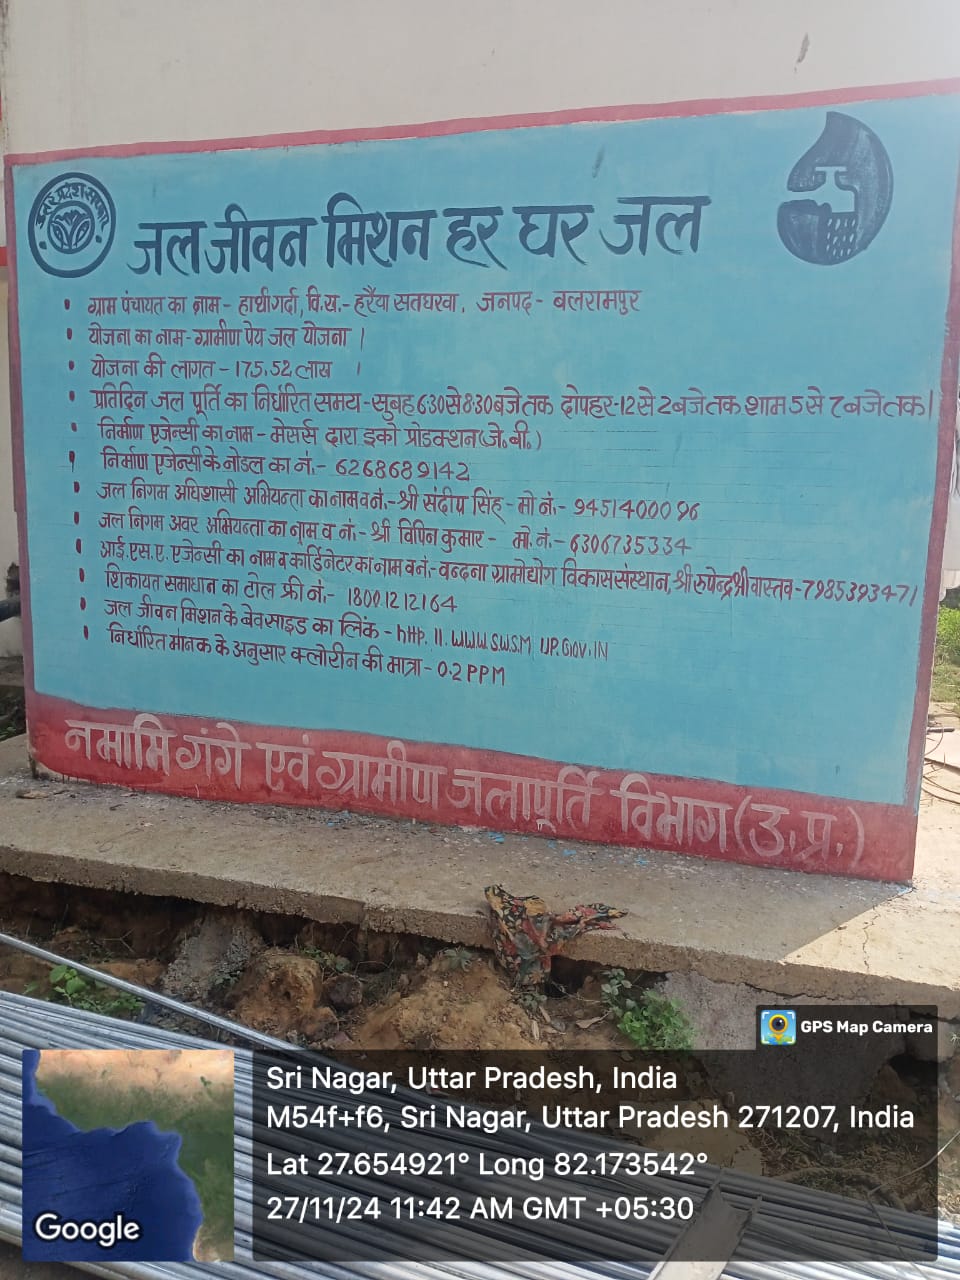 उत्तर प्रदेश सरकार
जल जीवन मिशन हर घर जल
• ग्राम पंचायत का नाम - हाथीगर्दा, वि.ख.- हरैया सतघरवा, जनपद - बलरामपुर
• योजना का नाम - ग्रामीण पेय जल योजना ।
• योजना की लागत - 175.52 लाख ।
• प्रतिदिन जल पूर्ति का निर्धारित समय - सुबह 6:30 से 8:30 बजे तक दोपहर-12 से 2 बजे तक शाम 5 से 7 बजे तक।
• निर्माण एजेन्सी का नाम - मेसर्स दारा इको प्रोडक्शन (जे.बी.)
• निर्माण एजेन्सी के नोडल का नं.- 6268689142
• जल निगम अधिशासी अभियन्ता का नाम व नं.- श्री संदीप सिंह - मो नं.- 9451400096
• जल निगम अवर अभियन्ता का नाम व नं.- श्री विपिन कुमार - मो.नं.- 6306735334
• आई.एस.ए. एजेन्सी का नाम व कार्डिनेटर का नाम व नं.- वन्दना ग्रामोद्योग विकास संस्थान, श्री रुपेन्द्र श्रीवास्तव - 7985393471
• शिकायत समाधान का टोल फ्री नं.- 18001212164
• जल जीवन मिशन के बेवसाइड का लिंक - http. 11. WWW.S.W.S.M UP.Gov.IN
• निर्धारित मानक के अनुसार क्लोरीन की मात्रा - 0.2 PPM
नमामि गंगे एवं ग्रामीण जलापूर्ति विभाग (उ.प्र.)
GPS Map Camera
Sri Nagar, Uttar Pradesh, India
M54f+f6, Sri Nagar, Uttar Pradesh 271207, India
Lat 27.654921° Long 82.173542°
27/11/24 11:42 AM GMT +05:30
Google